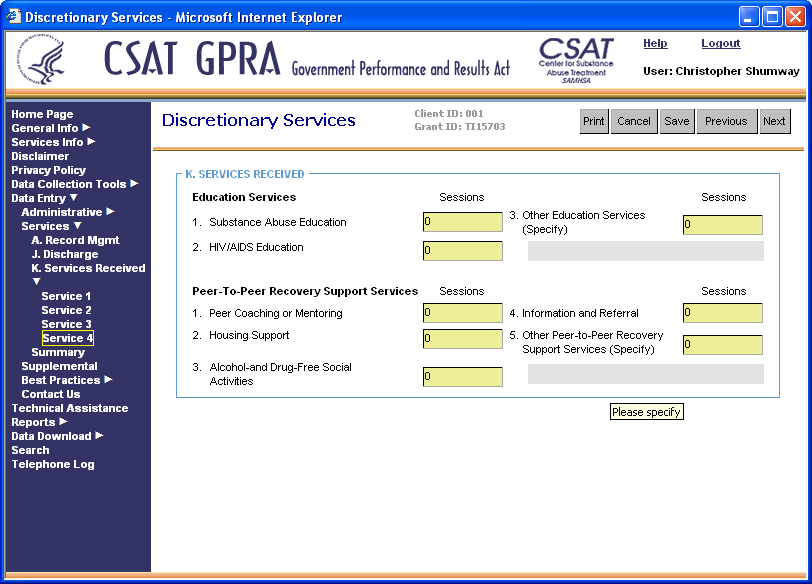 Discretionary Services - Microsoft Internet Explorer
CSAT GPRA Government Performance and Results Act
CSAT
Center for Substance
Abuse Treatment
SAMHSA
Help Logout
User: Christopher Shumway
Discretionary Services
Client ID: 001
Grant ID: TI15703
Print Cancel Save Previous Next
Home Page
General Info
Services Info
Disclaimer
Privacy Policy
Data Collection Tools
Data Entry
Administrative
Services
A. Record Mgmt
J. Discharge
K. Services Received
Service 1
Service 2
Service 3
Service 4
Summary
Supplemental
Best Practices
Contact Us
Technical Assistance
Reports
Data Download
Search
Telephone Log
K. SERVICES RECEIVED
Education Services Sessions Sessions
1. Substance Abuse Education 0
2. HIV/AIDS Education 0
3. Other Education Services
(Specify) 0
Peer-To-Peer Recovery Support Services Sessions Sessions
1. Peer Coaching or Mentoring 0
2. Housing Support 0
3. Alcohol-and Drug-Free Social
Activities 0
4. Information and Referral 0
5. Other Peer-to-Peer Recovery
Support Services (Specify) 0
Please specify